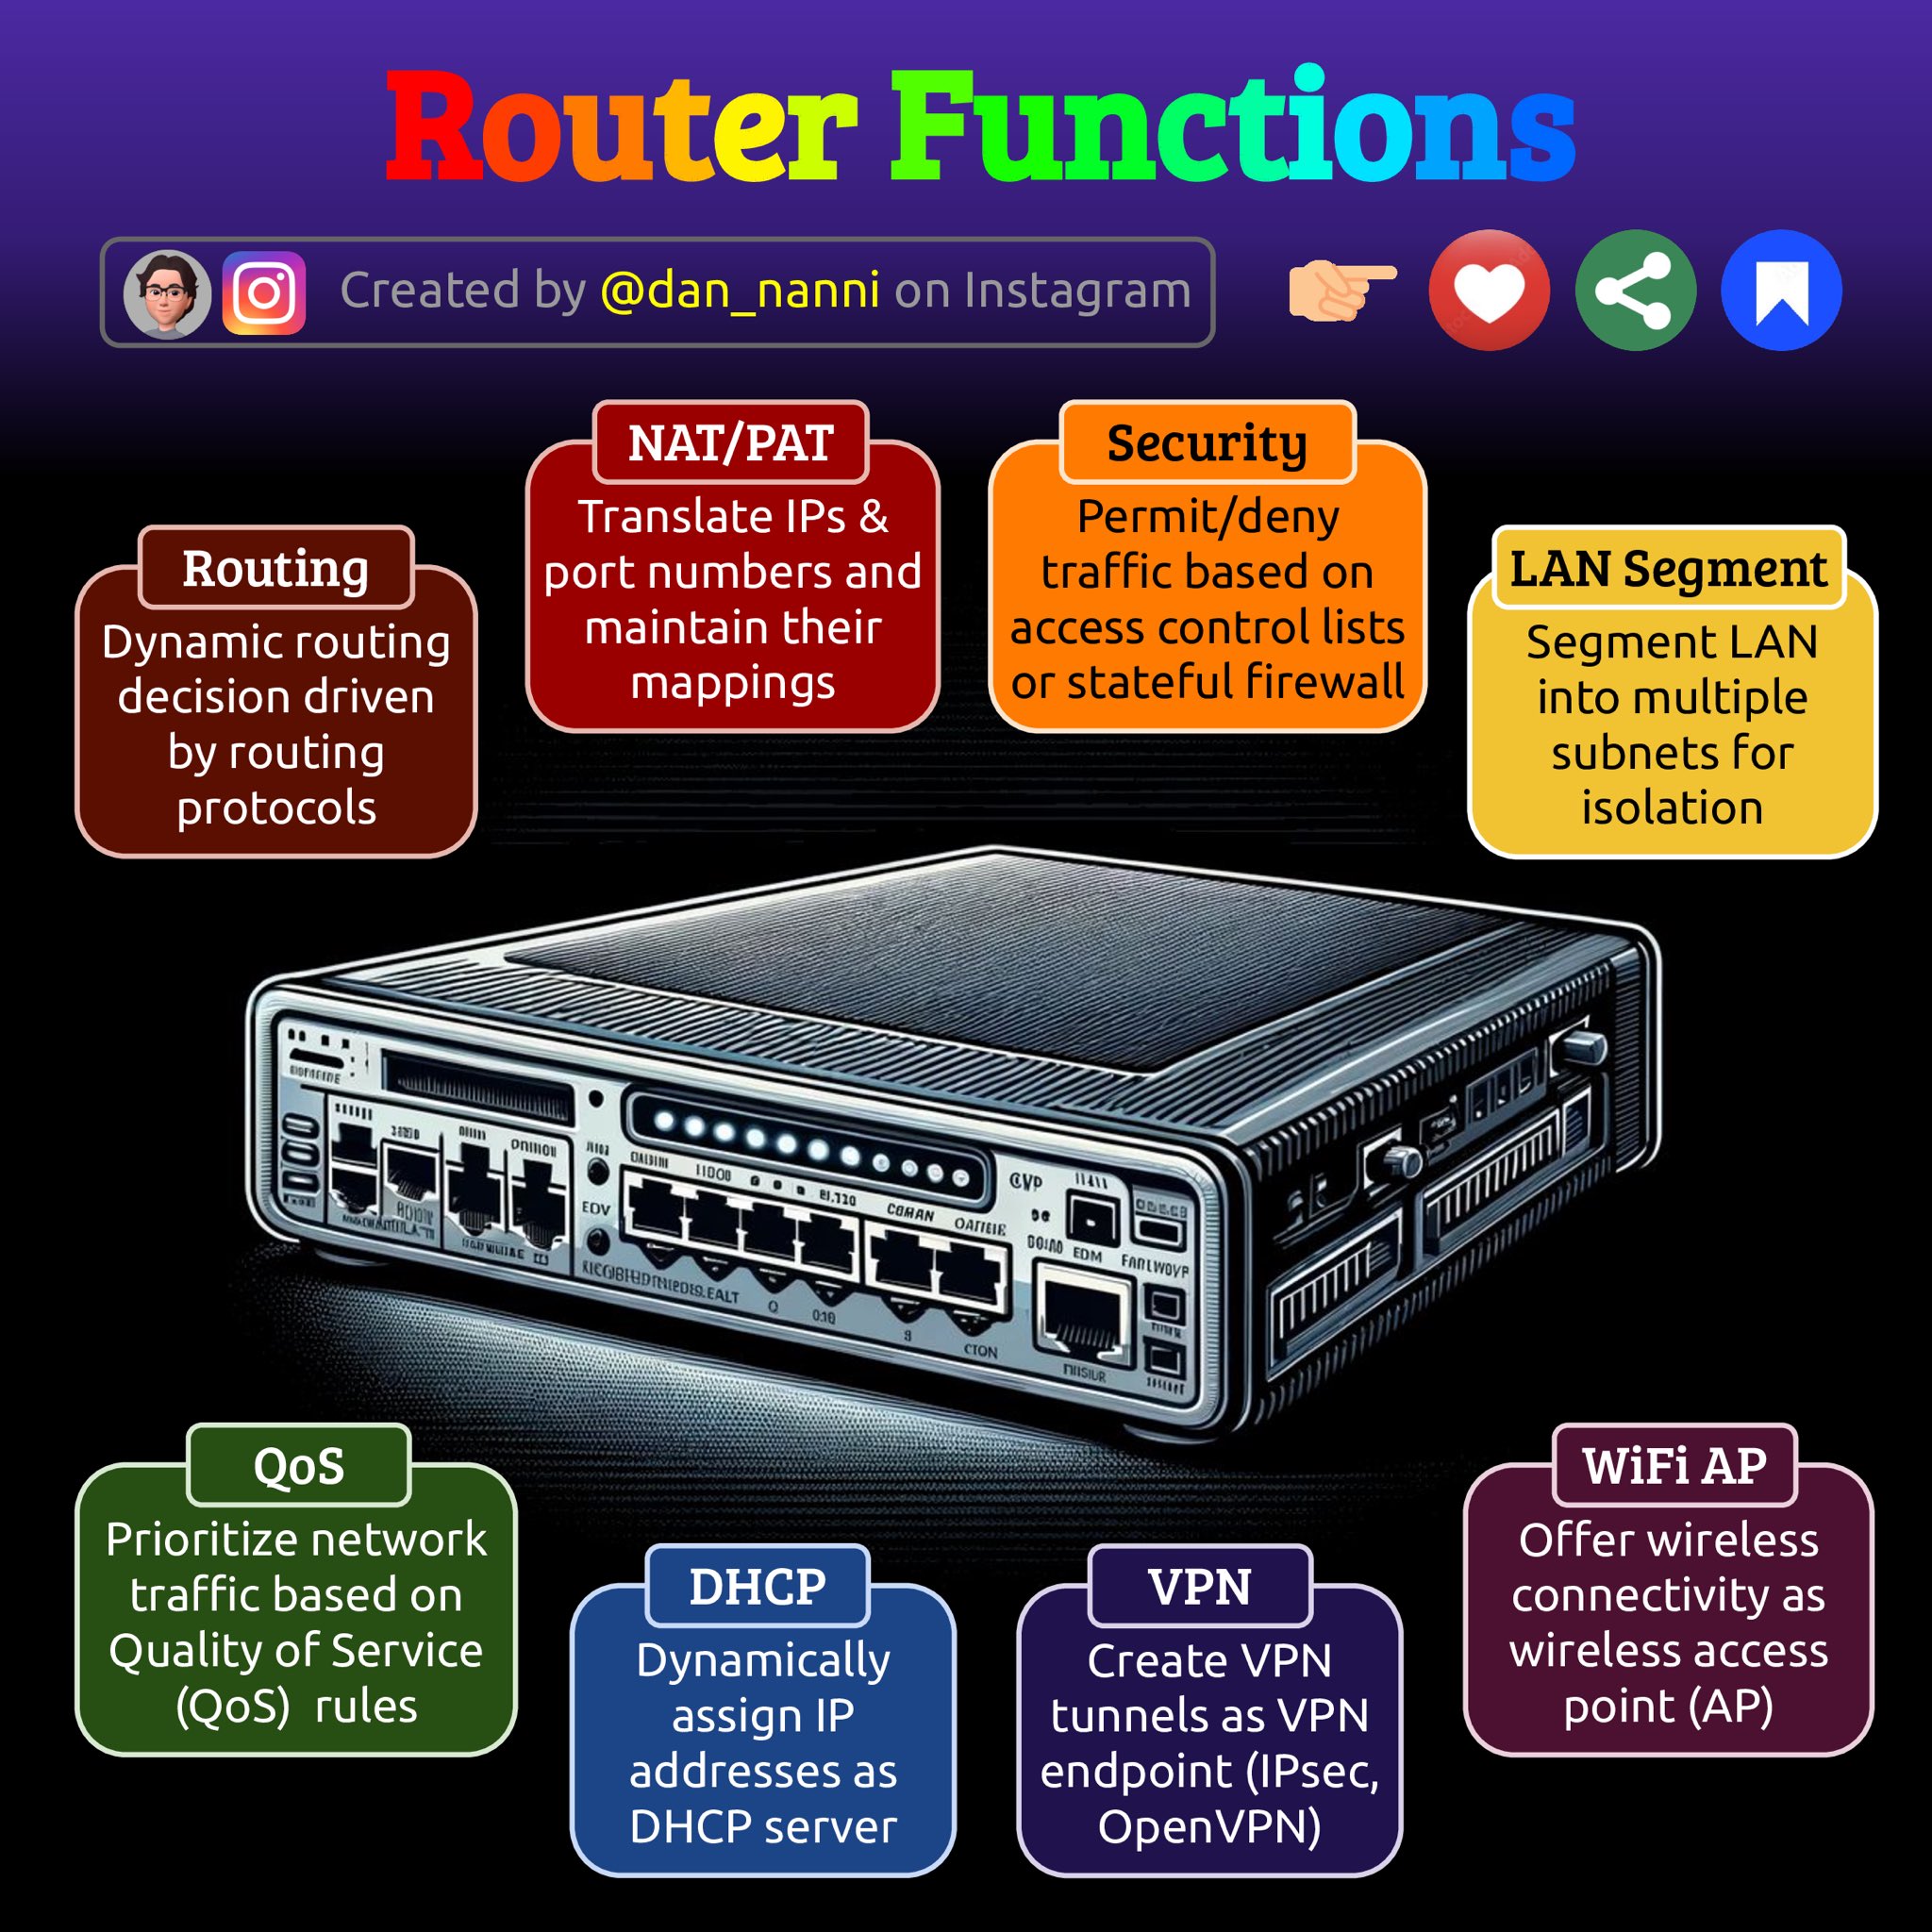 Router Functions
Created by @dan_nanni on Instagram
NAT/PAT
Translate IPs &
port numbers and
maintain their
mappings
Security
Permit/deny
traffic based on
access control lists
or stateful firewall
Routing
Dynamic routing
decision driven
by routing
protocols
LAN Segment
Segment LAN
into multiple
subnets for
isolation
EDV
EDM
CTON
QoS
Prioritize network
traffic based on
Quality of Service
(QoS)  rules
DHCP
Dynamically
assign IP
addresses as
DHCP server
VPN
Create VPN
tunnels as VPN
endpoint (IPsec,
OpenVPN)
WiFi AP
Offer wireless
connectivity as
wireless access
point (AP)